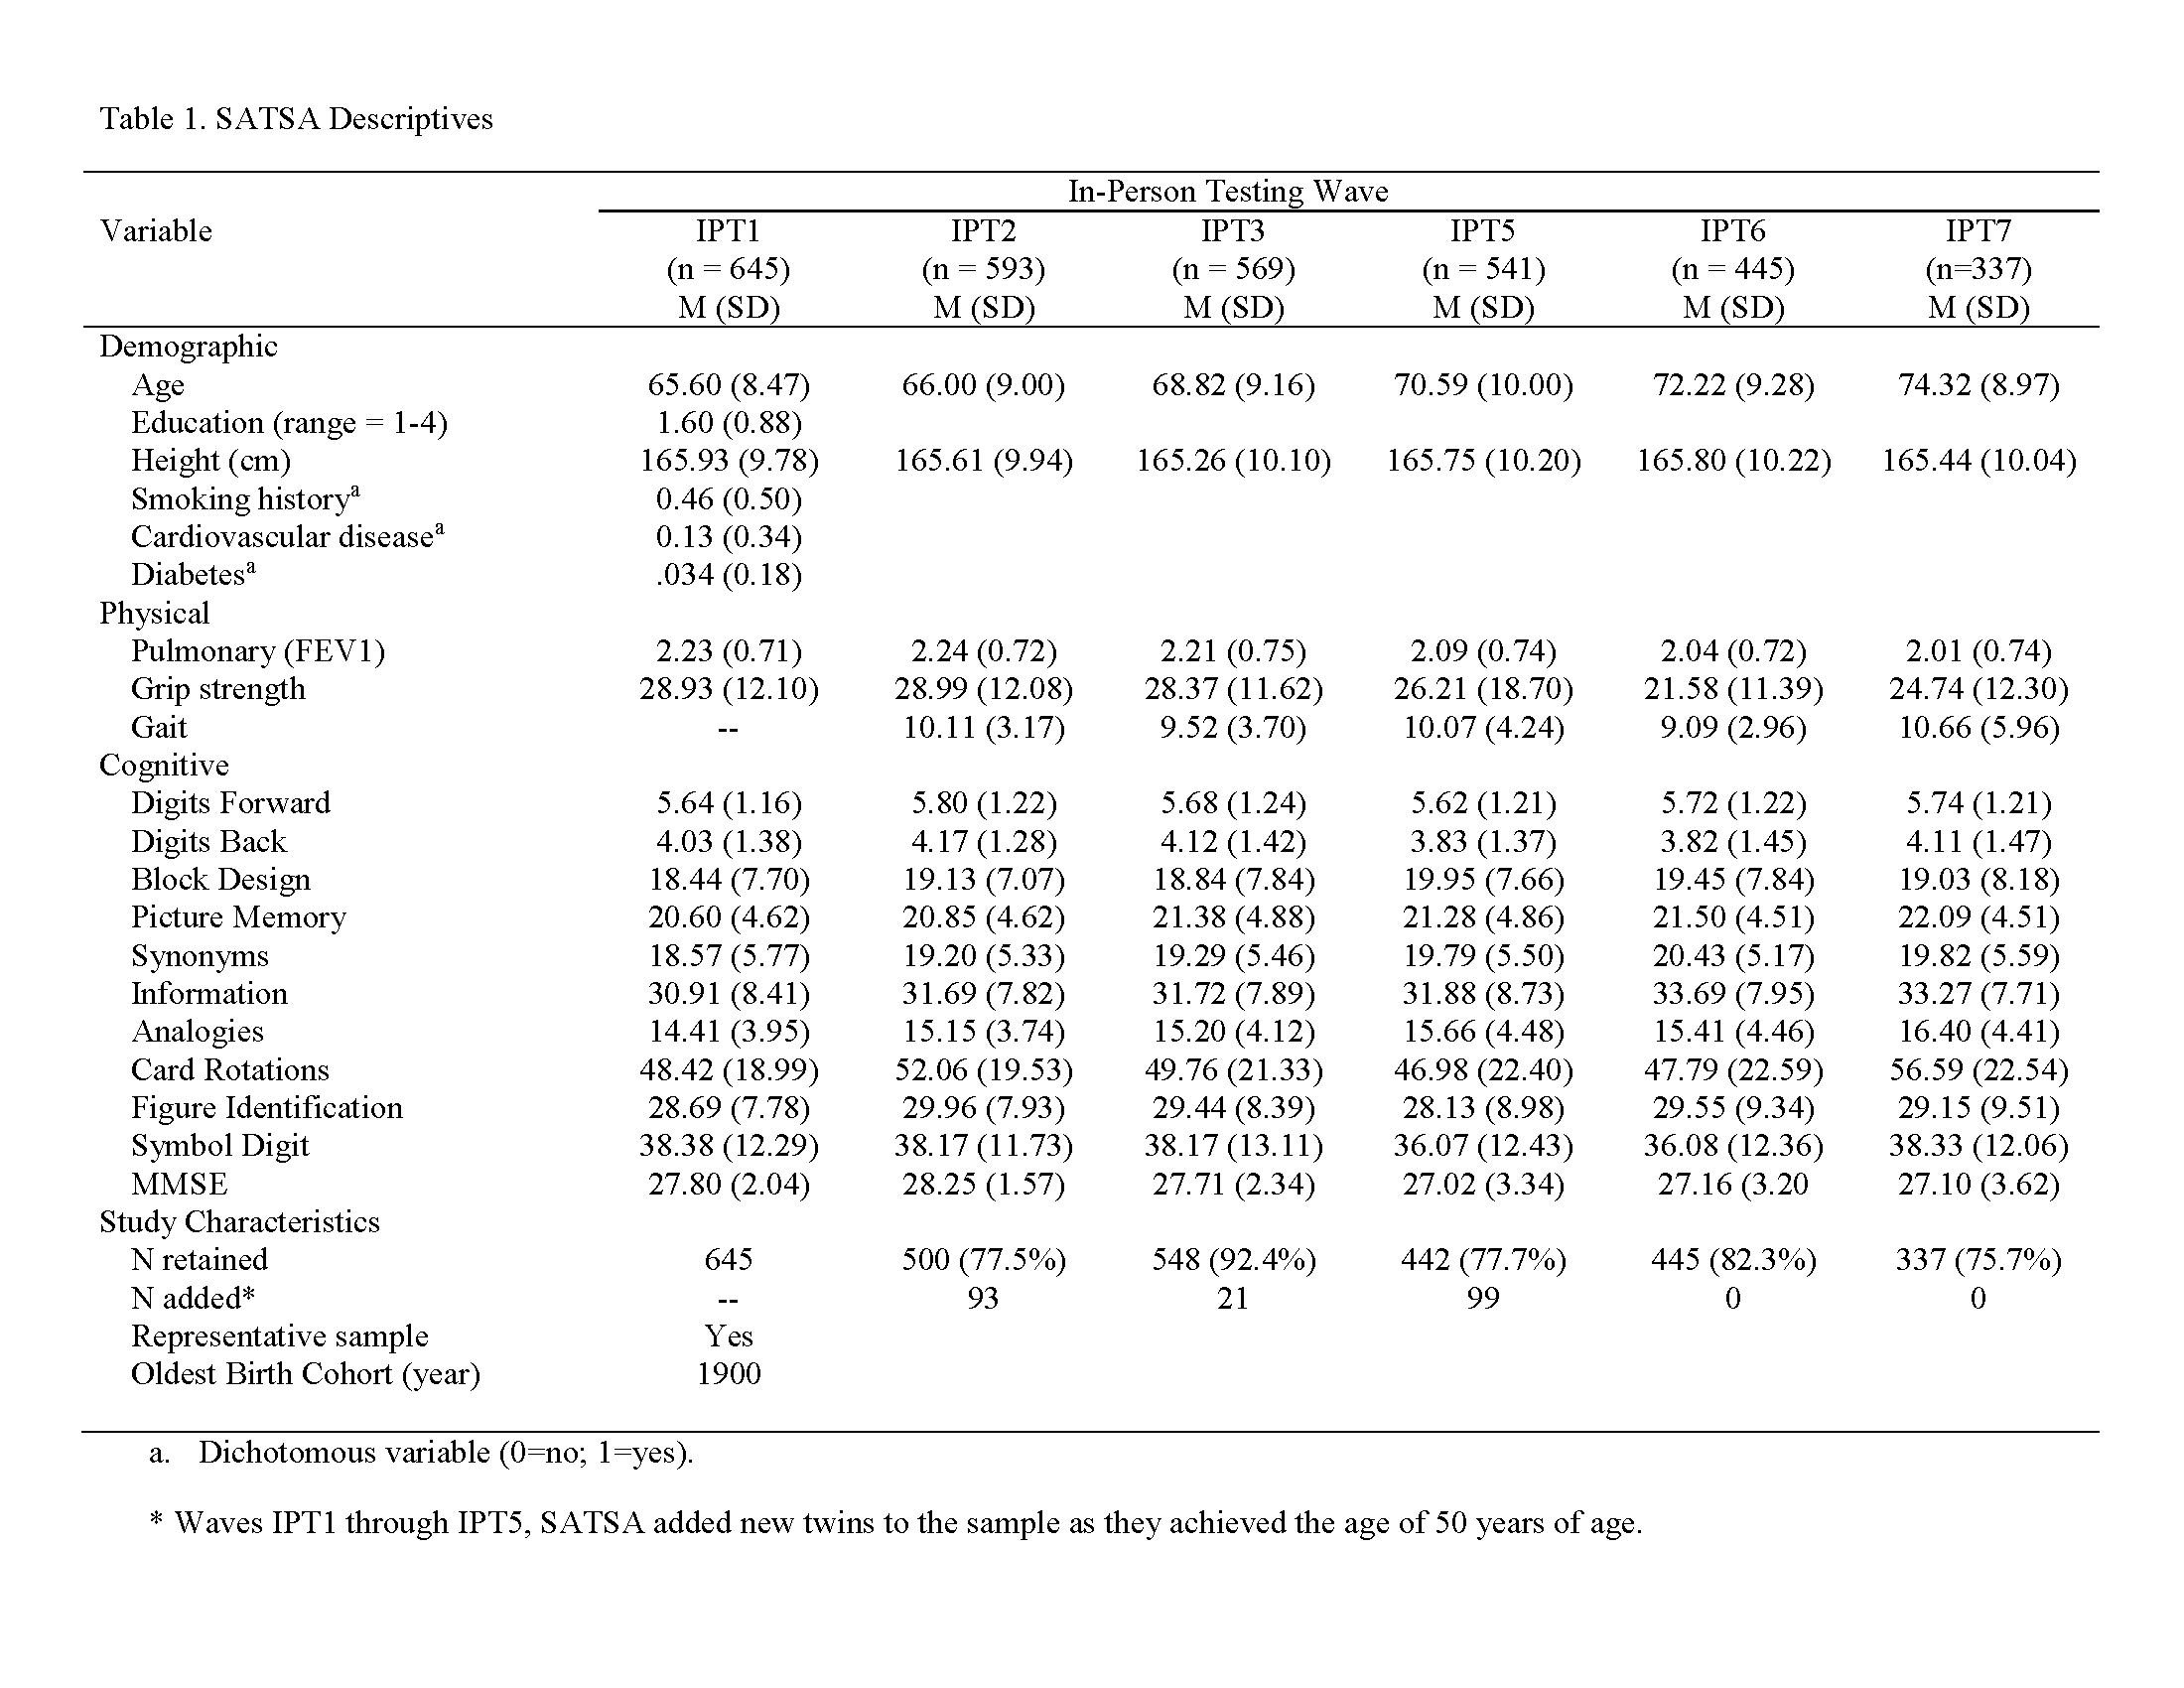 Table 1. SATSA Descriptives
In-Person Testing Wave
Variable IPT1 IPT2 IPT3 IPT5 IPT6 IPT7
(n = 645) (n = 593) (n = 569) (n = 541) (n = 445) (n=337)
M (SD) M (SD) M (SD) M (SD) M (SD) M (SD)
Demographic
Age 65.60 (8.47) 66.00 (9.00) 68.82 (9.16) 70.59 (10.00) 72.22 (9.28) 74.32 (8.97)
Education (range = 1-4) 1.60 (0.88)
Height (cm) 165.93 (9.78) 165.61 (9.94) 165.26 (10.10) 165.75 (10.20) 165.80 (10.22) 165.44 (10.04)
Smoking historyᵃ 0.46 (0.50)
Cardiovascular diseaseᵃ 0.13 (0.34)
Diabetesᵃ .034 (0.18)
Physical
Pulmonary (FEV1) 2.23 (0.71) 2.24 (0.72) 2.21 (0.75) 2.09 (0.74) 2.04 (0.72) 2.01 (0.74)
Grip strength 28.93 (12.10) 28.99 (12.08) 28.37 (11.62) 26.21 (18.70) 21.58 (11.39) 24.74 (12.30)
Gait -- 10.11 (3.17) 9.52 (3.70) 10.07 (4.24) 9.09 (2.96) 10.66 (5.96)
Cognitive
Digits Forward 5.64 (1.16) 5.80 (1.22) 5.68 (1.24) 5.62 (1.21) 5.72 (1.22) 5.74 (1.21)
Digits Back 4.03 (1.38) 4.17 (1.28) 4.12 (1.42) 3.83 (1.37) 3.82 (1.45) 4.11 (1.47)
Block Design 18.44 (7.70) 19.13 (7.07) 18.84 (7.84) 19.95 (7.66) 19.45 (7.84) 19.03 (8.18)
Picture Memory 20.60 (4.62) 20.85 (4.62) 21.38 (4.88) 21.28 (4.86) 21.50 (4.51) 22.09 (4.51)
Synonyms 18.57 (5.77) 19.20 (5.33) 19.29 (5.46) 19.79 (5.50) 20.43 (5.17) 19.82 (5.59)
Information 30.91 (8.41) 31.69 (7.82) 31.72 (7.89) 31.88 (8.73) 33.69 (7.95) 33.27 (7.71)
Analogies 14.41 (3.95) 15.15 (3.74) 15.20 (4.12) 15.66 (4.48) 15.41 (4.46) 16.40 (4.41)
Card Rotations 48.42 (18.99) 52.06 (19.53) 49.76 (21.33) 46.98 (22.40) 47.79 (22.59) 56.59 (22.54)
Figure Identification 28.69 (7.78) 29.96 (7.93) 29.44 (8.39) 28.13 (8.98) 29.55 (9.34) 29.15 (9.51)
Symbol Digit 38.38 (12.29) 38.17 (11.73) 38.17 (13.11) 36.07 (12.43) 36.08 (12.36) 38.33 (12.06)
MMSE 27.80 (2.04) 28.25 (1.57) 27.71 (2.34) 27.02 (3.34) 27.16 (3.20 27.10 (3.62)
Study Characteristics
N retained 645 500 (77.5%) 548 (92.4%) 442 (77.7%) 445 (82.3%) 337 (75.7%)
N added* -- 93 21 99 0 0
Representative sample Yes
Oldest Birth Cohort (year) 1900
a. Dichotomous variable (0=no; 1=yes).
* Waves IPT1 through IPT5, SATSA added new twins to the sample as they achieved the age of 50 years of age.